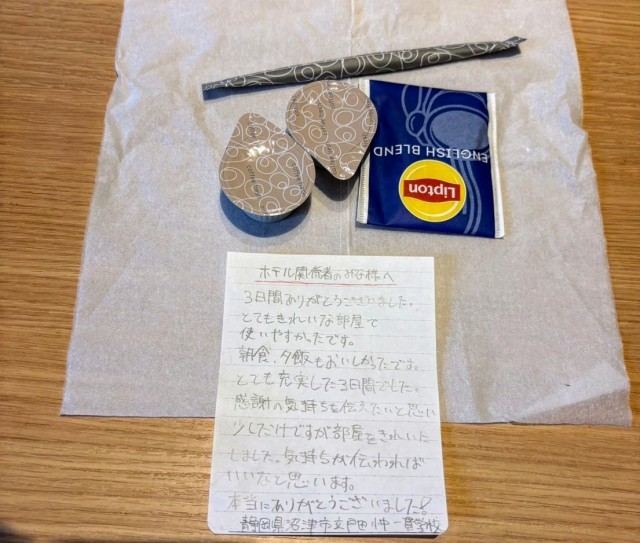 ENGLISH BLEND
Lipton
ホテル関係者のみな様へ
3日間ありがとうございました。
とてもきれいな部屋で
使いやすかったです。
朝食、夕飯もおいしかったです。
とても充実した3日間でした。
感謝の気持ちを伝えたいと思い
少しだけですが部屋をきれいに
しました。気持ちが伝われば
いいなと思います。
本当にありがとうございました!
静岡県沼津市立門田小中一貫学校